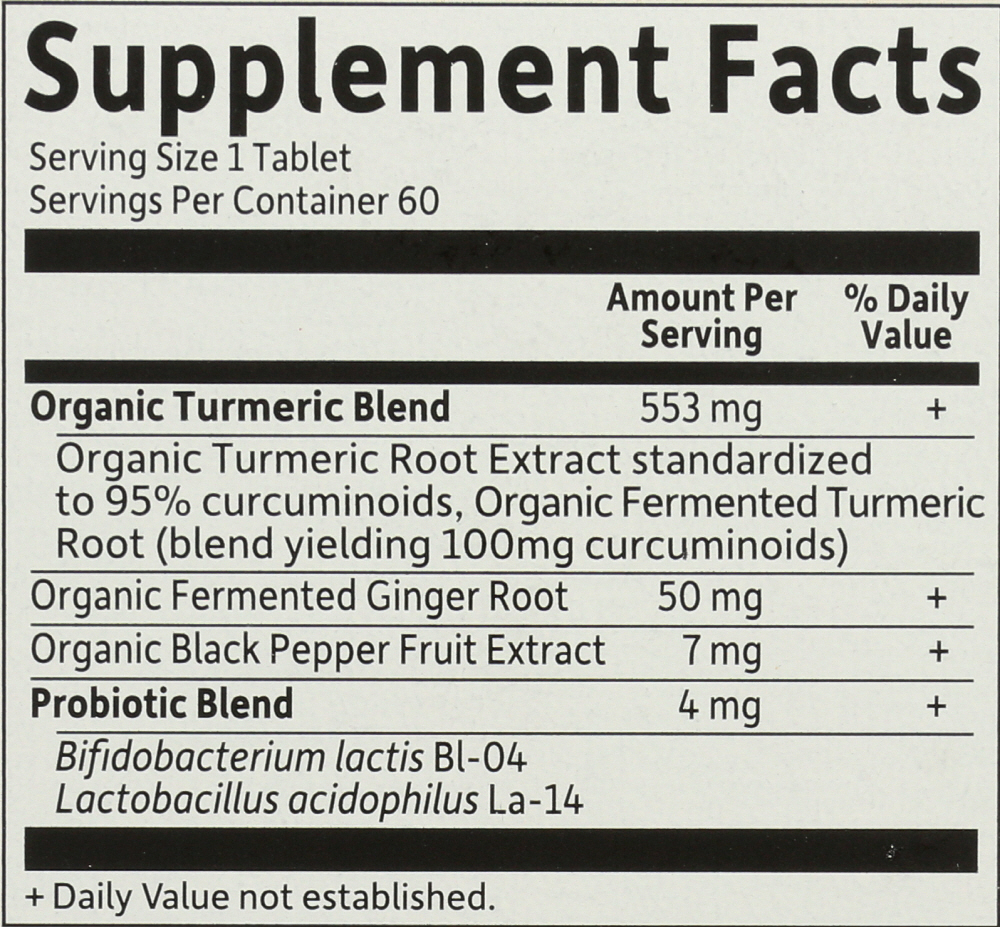 Supplement Facts
Serving Size 1 Tablet
Servings Per Container 60
Amount Per Serving % Daily Value
Organic Turmeric Blend 553 mg +
Organic Turmeric Root Extract standardized
to 95% curcuminoids, Organic Fermented Turmeric
Root (blend yielding 100mg curcuminoids)
Organic Fermented Ginger Root 50 mg +
Organic Black Pepper Fruit Extract 7 mg +
Probiotic Blend 4 mg +
Bifidobacterium lactis Bl-04
Lactobacillus acidophilus La-14
+ Daily Value not established.